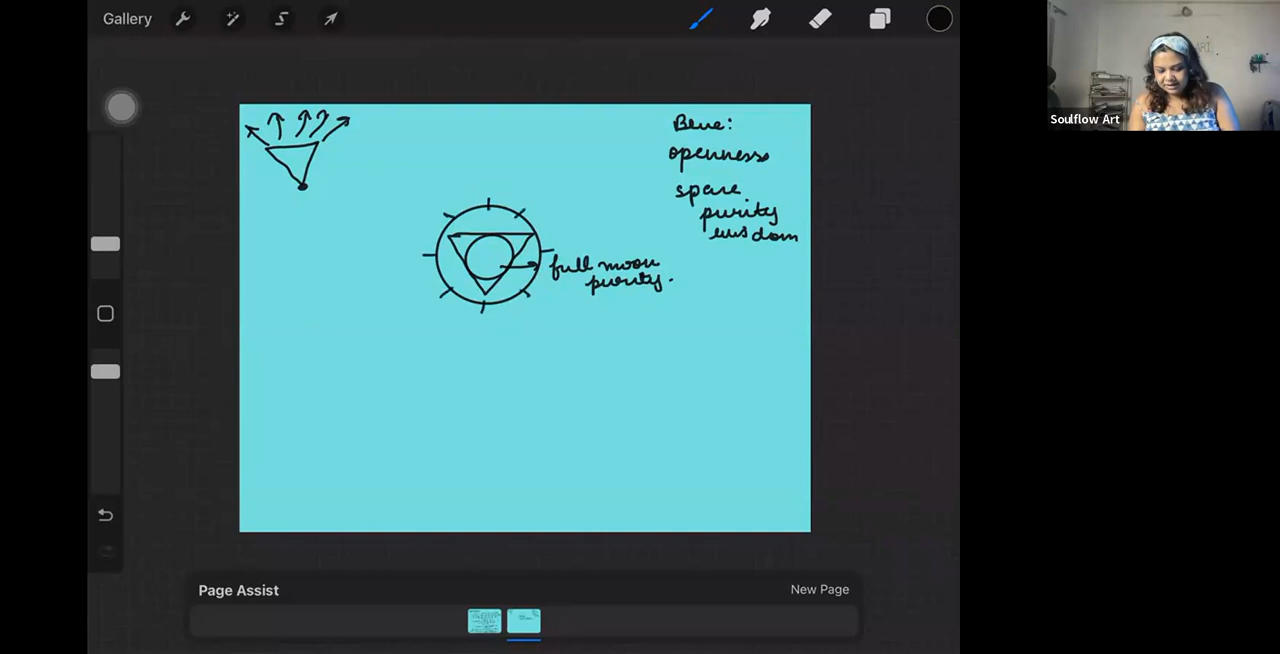 Gallery
Soulflow Art
Blue:
openness
space
purity
wisdom
full moon
purity.
Page Assist
New Page